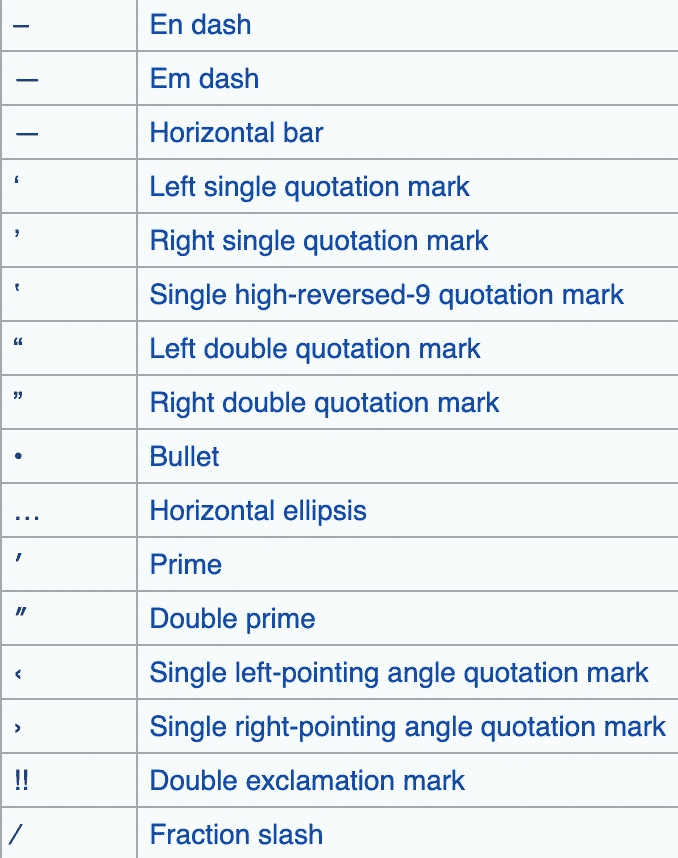 – En dash
— Em dash
― Horizontal bar
‘ Left single quotation mark
’ Right single quotation mark
‛ Single high-reversed-9 quotation mark
“ Left double quotation mark
” Right double quotation mark
• Bullet
… Horizontal ellipsis
′ Prime
″ Double prime
‹ Single left-pointing angle quotation mark
› Single right-pointing angle quotation mark
‼ Double exclamation mark
⁄ Fraction slash